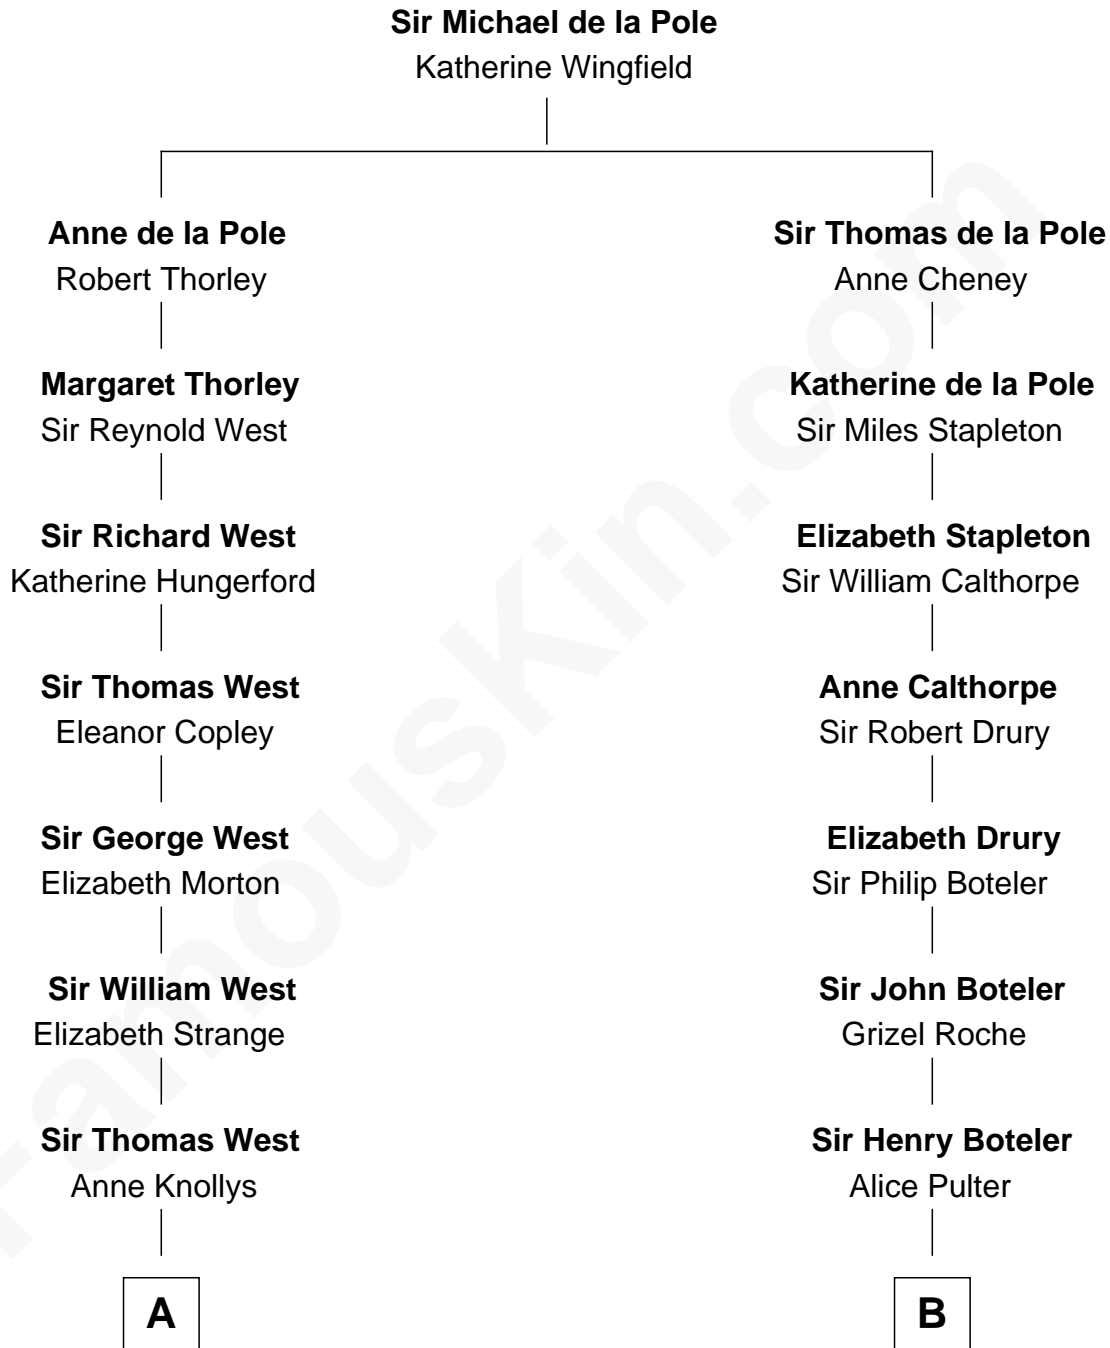 Sir Michael de la Pole
Katherine Wingfield
Anne de la Pole
Robert Thorley
Sir Thomas de la Pole
Anne Cheney
Margaret Thorley
Sir Reynold West
Katherine de la Pole
Sir Miles Stapleton
Sir Richard West
Katherine Hungerford
Elizabeth Stapleton
Sir William Calthorpe
Sir Thomas West
Eleanor Copley
Anne Calthorpe
Sir Robert Drury
Sir George West
Elizabeth Morton
Elizabeth Drury
Sir Philip Boteler
Sir William West
Elizabeth Strange
Sir John Boteler
Grizel Roche
Sir Thomas West
Anne Knollys
Sir Henry Boteler
Alice Pulter
A
B
FamousKin.com